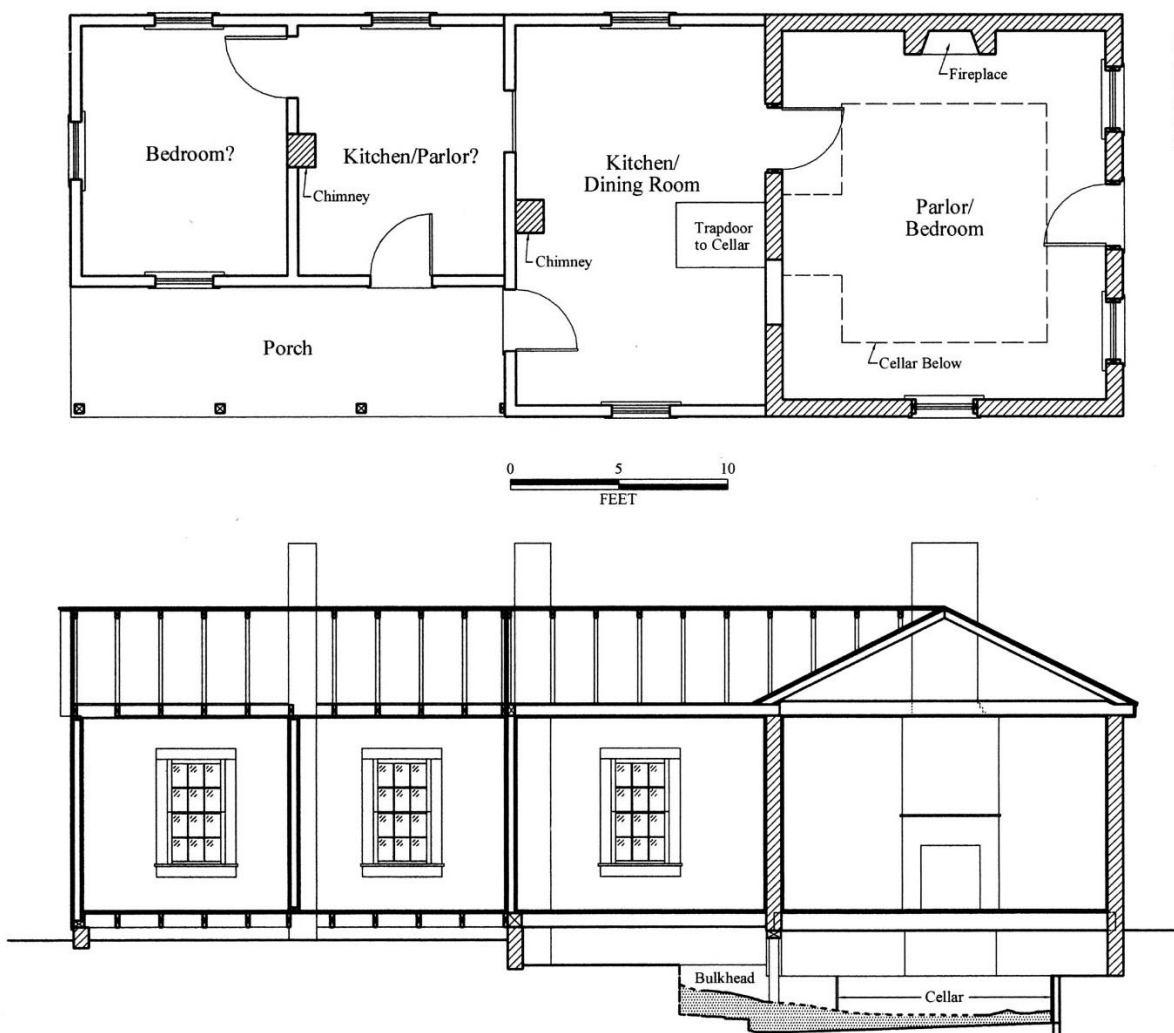 Fireplace
Bedroom?
Kitchen/Parlor?
Kitchen/
Dining Room
Chimney
Parlor/
Bedroom
Trapdoor
to Cellar
Chimney
Porch
Cellar Below
0 5 10
FEET
Bulkhead
Cellar